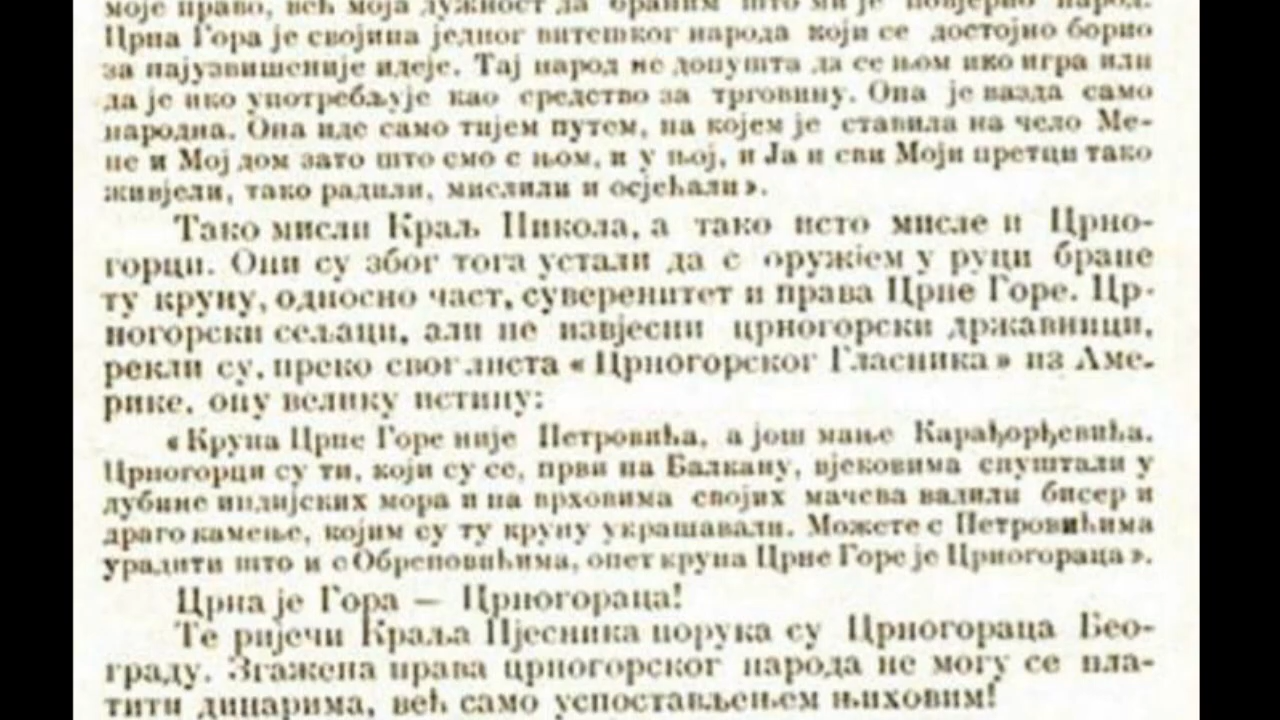 моје право, већ моја дужност да браним што ми је повјерио народ.
Црна Гора је својина једног витешког народа који се достојно борио
за најузвишеније идеје. Тај народ не допушта да се њом ико игра или
да је ико употребљује као средство за трговину. Она је вазда само
народна. Она иде само тијем путем, на којем је ставила на чело Ме-
не и Мој дом зато што смо с њом, и у њој, и Ја и сви Моји претци тако
живјели, тако радили, мислили и осјећали».
Тако мисли Краљ Никола, а тако исто мисле и Црно-
горци. Они су због тога устали да с оружјем у руци бране
ту круну, односно част, суверенитет и права Црне Горе. Цр-
ногорски сељаци, али не извјесни црногорски државници,
рекли су, преко свог листа «Црногорског Гласника» из Аме-
рике, ону велику истину:
«Круна Црне Горе није Петровића, а још мање Карађорђевића.
Црногорци су ти, који су се, први на Балкану, вјековима спуштали у
дубине индијских мора и на врховима својих мачева вадили бисер и
драго камење, којим су ту круну украшавали. Можете с Петровићима
урадити што и с Обреновићима, опет круна Црне Горе је Црногораца».
Црна је Гора — Црногораца!
Те ријечи Краља Пјесника порука су Црногораца Бео-
граду. Згажена права црногорског народа не могу се пла-
тити динарима, већ само успостављењем њиховим!